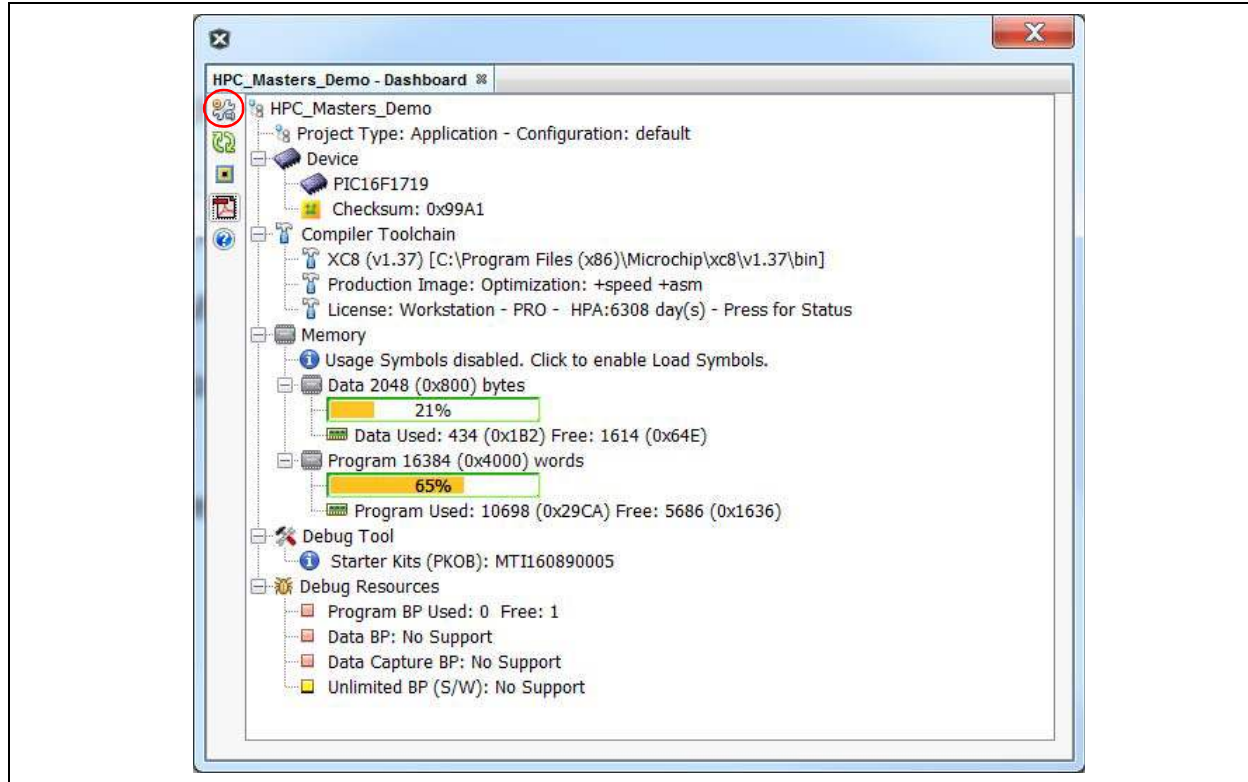 HPC_Masters_Demo - Dashboard
HPC_Masters_Demo
Project Type: Application - Configuration: default
Device
PIC16F1719
Checksum: 0x99A1
Compiler Toolchain
XC8 (v1.37) [C:\Program Files (x86)\Microchip\xc8\v1.37\bin]
Production Image: Optimization: +speed +asm
License: Workstation - PRO - HPA:6308 day(s) - Press for Status
Memory
Usage Symbols disabled. Click to enable Load Symbols.
Data 2048 (0x800) bytes
21%
Data Used: 434 (0x1B2) Free: 1614 (0x64E)
Program 16384 (0x4000) words
65%
Program Used: 10698 (0x29CA) Free: 5686 (0x1636)
Debug Tool
Starter Kits (PKOB): MTI160890005
Debug Resources
Program BP Used: 0 Free: 1
Data BP: No Support
Data Capture BP: No Support
Unlimited BP (S/W): No Support